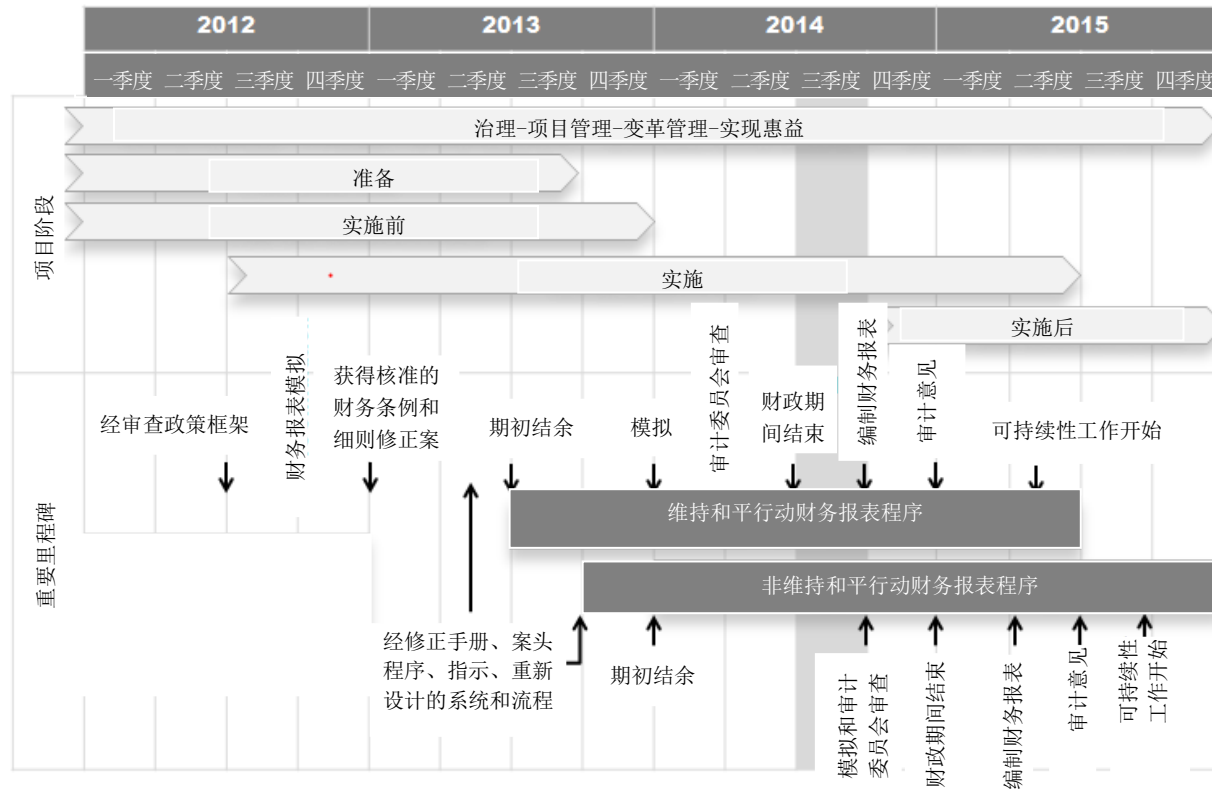 2012 2013 2014 2015
一季度 二季度 三季度 四季度 一季度 二季度 三季度 四季度 一季度 二季度 三季度 四季度 一季度 二季度 三季度 四季度
项目阶段
治理-项目管理-变革管理-实现惠益
准备
实施前
实施
实施后
重要里程碑
经审查政策框架
财务报表模拟
获得核准的
财务条例和
细则修正案
期初结余
模拟
审计委员会审查
财政期
间结束
编制财务报表
审计意见
可持续性工作开始
维持和平行动财务报表程序
非维持和平行动财务报表程序
经修正手册、案头
程序、指示、重新
设计的系统和流程
期初结余
模拟和审计
委员会审查
财政期间结束
编制财务报表
审计意见
可持续性
工作开始